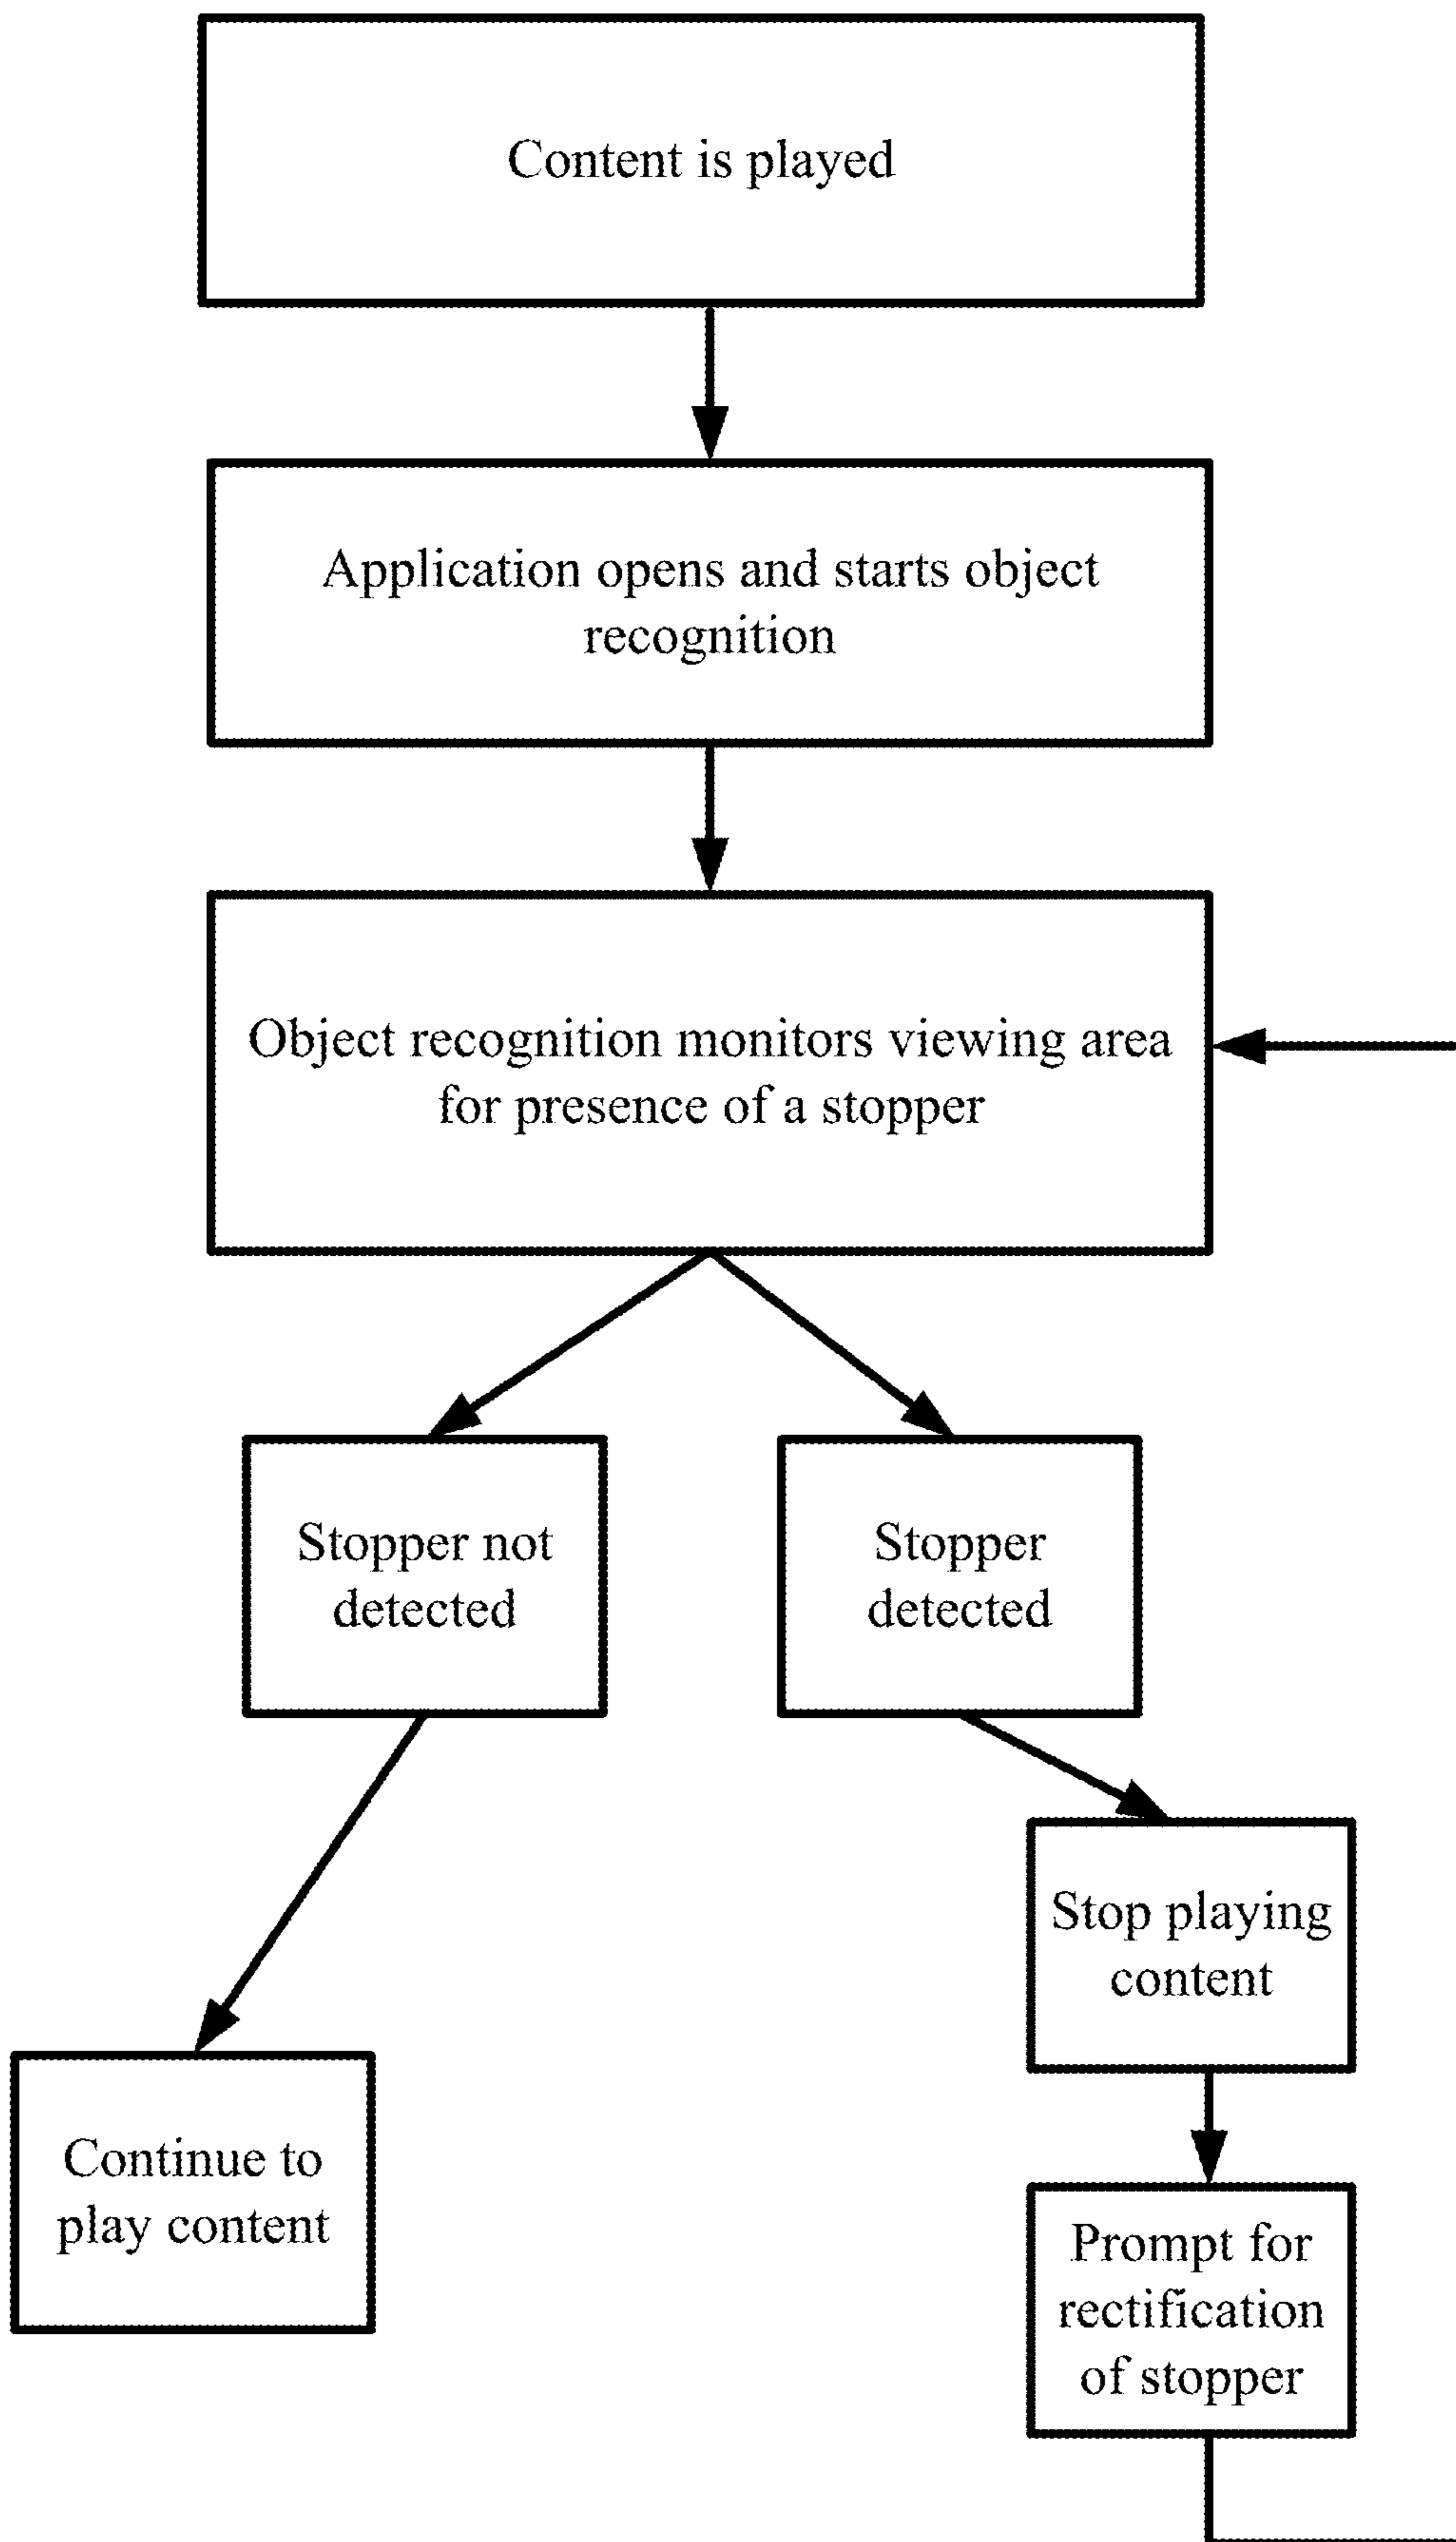 Content is played
Application opens and starts object
recognition
Object recognition monitors viewing area
for presence of a stopper
Stopper not
detected
Stopper
detected
Stop playing
content
Continue to
play content
Prompt for
rectification
of stopper